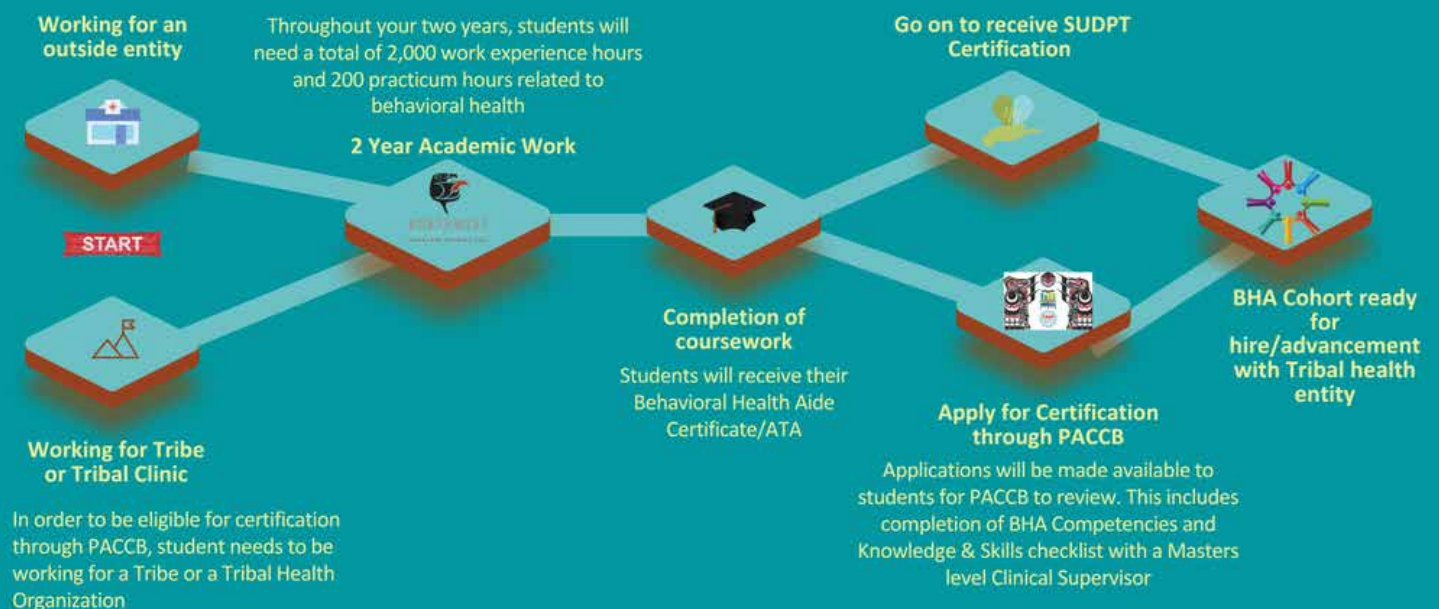 Working for an
outside entity
START
Working for Tribe
or Tribal Clinic
In order to be eligible for certification
through PACCB, student needs to be
working for a Tribe or a Tribal Health
Organization
Throughout your two years, students will
need a total of 2,000 work experience hours
and 200 practicum hours related to
behavioral health
2 Year Academic Work
Completion of
coursework
Students will receive their
Behavioral Health Aide
Certificate/ATA
Go on to receive SUDPT
Certification
Apply for Certification
through PACCB
Applications will be made available to
students for PACCB to review. This includes
completion of BHA Competencies and
Knowledge & Skills checklist with a Masters
level Clinical Supervisor
BHA Cohort ready
for
hire/advancement
with Tribal health
entity